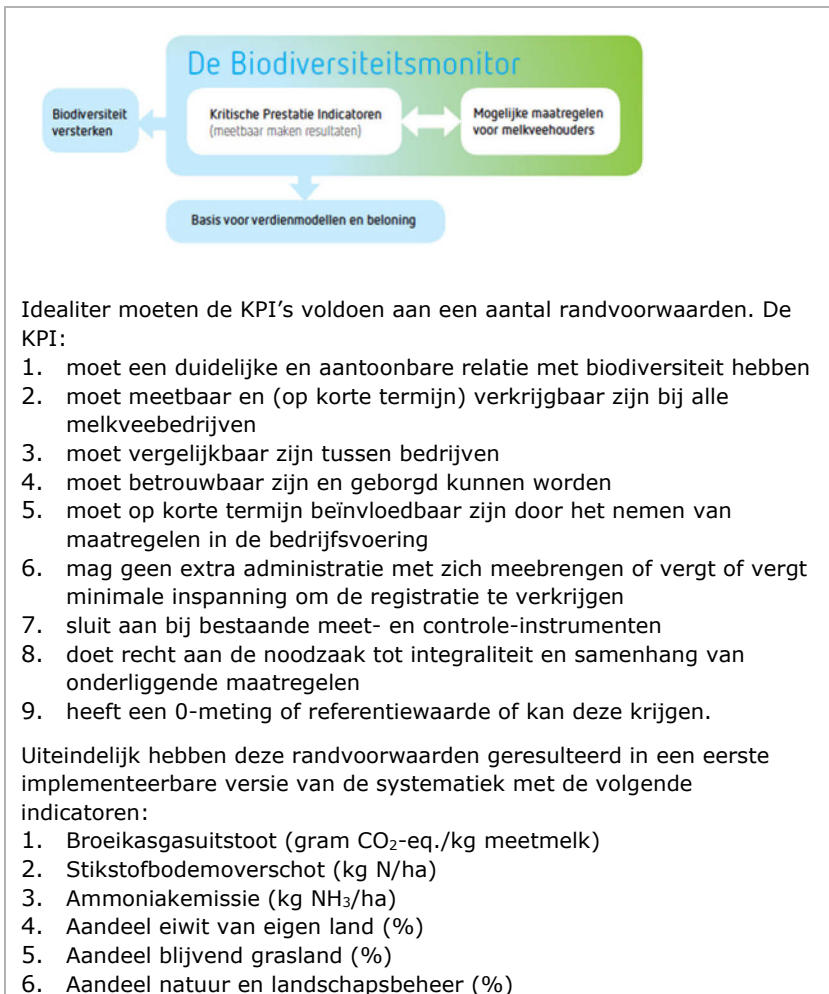 De Biodiversiteitsmonitor
Biodiversiteit
versterken
Kritische Prestatie Indicatoren
(meetbaar maken resultaten)
Mogelijke maatregelen
voor melkveehouders
Basis voor verdienmodellen en beloning
Idealiter moeten de KPI’s voldoen aan een aantal randvoorwaarden. De
KPI:
1. moet een duidelijke en aantoonbare relatie met biodiversiteit hebben
2. moet meetbaar en (op korte termijn) verkrijgbaar zijn bij alle
melkveebedrijven
3. moet vergelijkbaar zijn tussen bedrijven
4. moet betrouwbaar zijn en geborgd kunnen worden
5. moet op korte termijn beïnvloedbaar zijn door het nemen van
maatregelen in de bedrijfsvoering
6. mag geen extra administratie met zich meebrengen of vergt of vergt
minimale inspanning om de registratie te verkrijgen
7. sluit aan bij bestaande meet- en controle-instrumenten
8. doet recht aan de noodzaak tot integraliteit en samenhang van
onderliggende maatregelen
9. heeft een 0-meting of referentiewaarde of kan deze krijgen.
Uiteindelijk hebben deze randvoorwaarden geresulteerd in een eerste
implementeerbare versie van de systematiek met de volgende
indicatoren:
1. Broeikasgasuitstoot (gram CO₂-eq./kg meetmelk)
2. Stikstofbodemoverschot (kg N/ha)
3. Ammoniakemissie (kg NH₃/ha)
4. Aandeel eiwit van eigen land (%)
5. Aandeel blijvend grasland (%)
6. Aandeel natuur en landschapsbeheer (%)